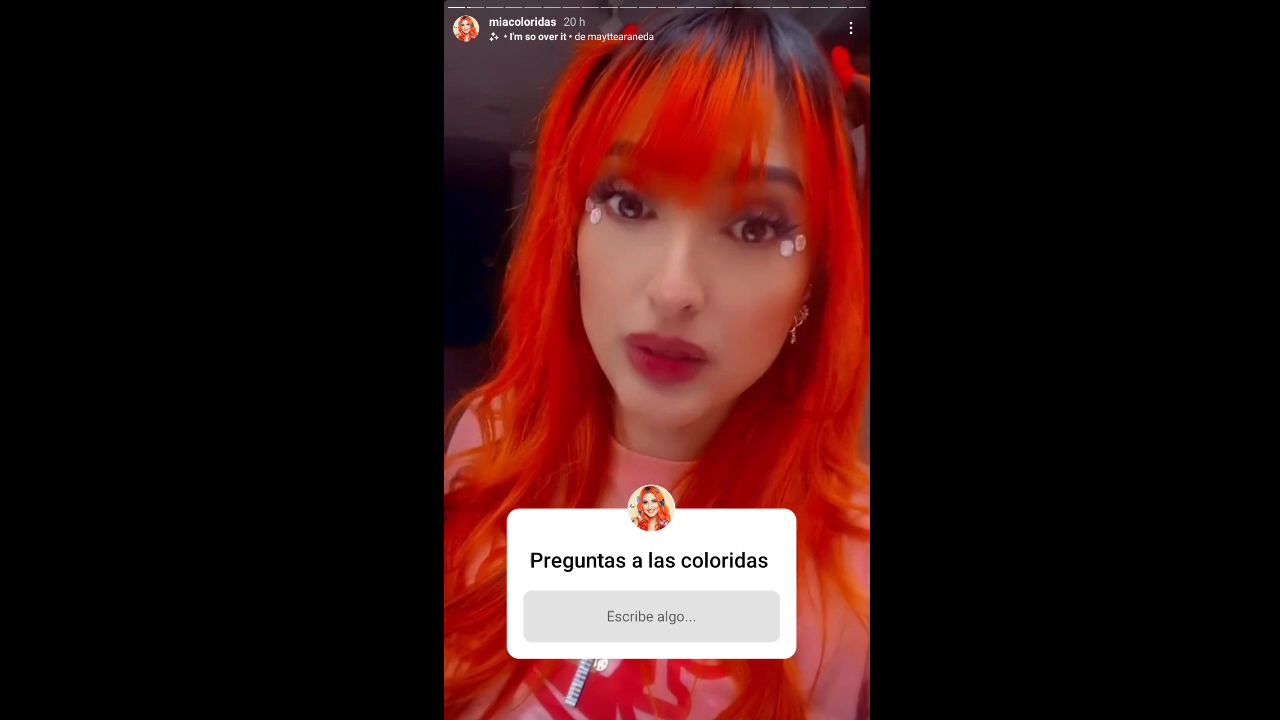 miacoloridas 20 h
• I'm so over it • de mayttearaneda
Preguntas a las coloridas
Escribe algo...